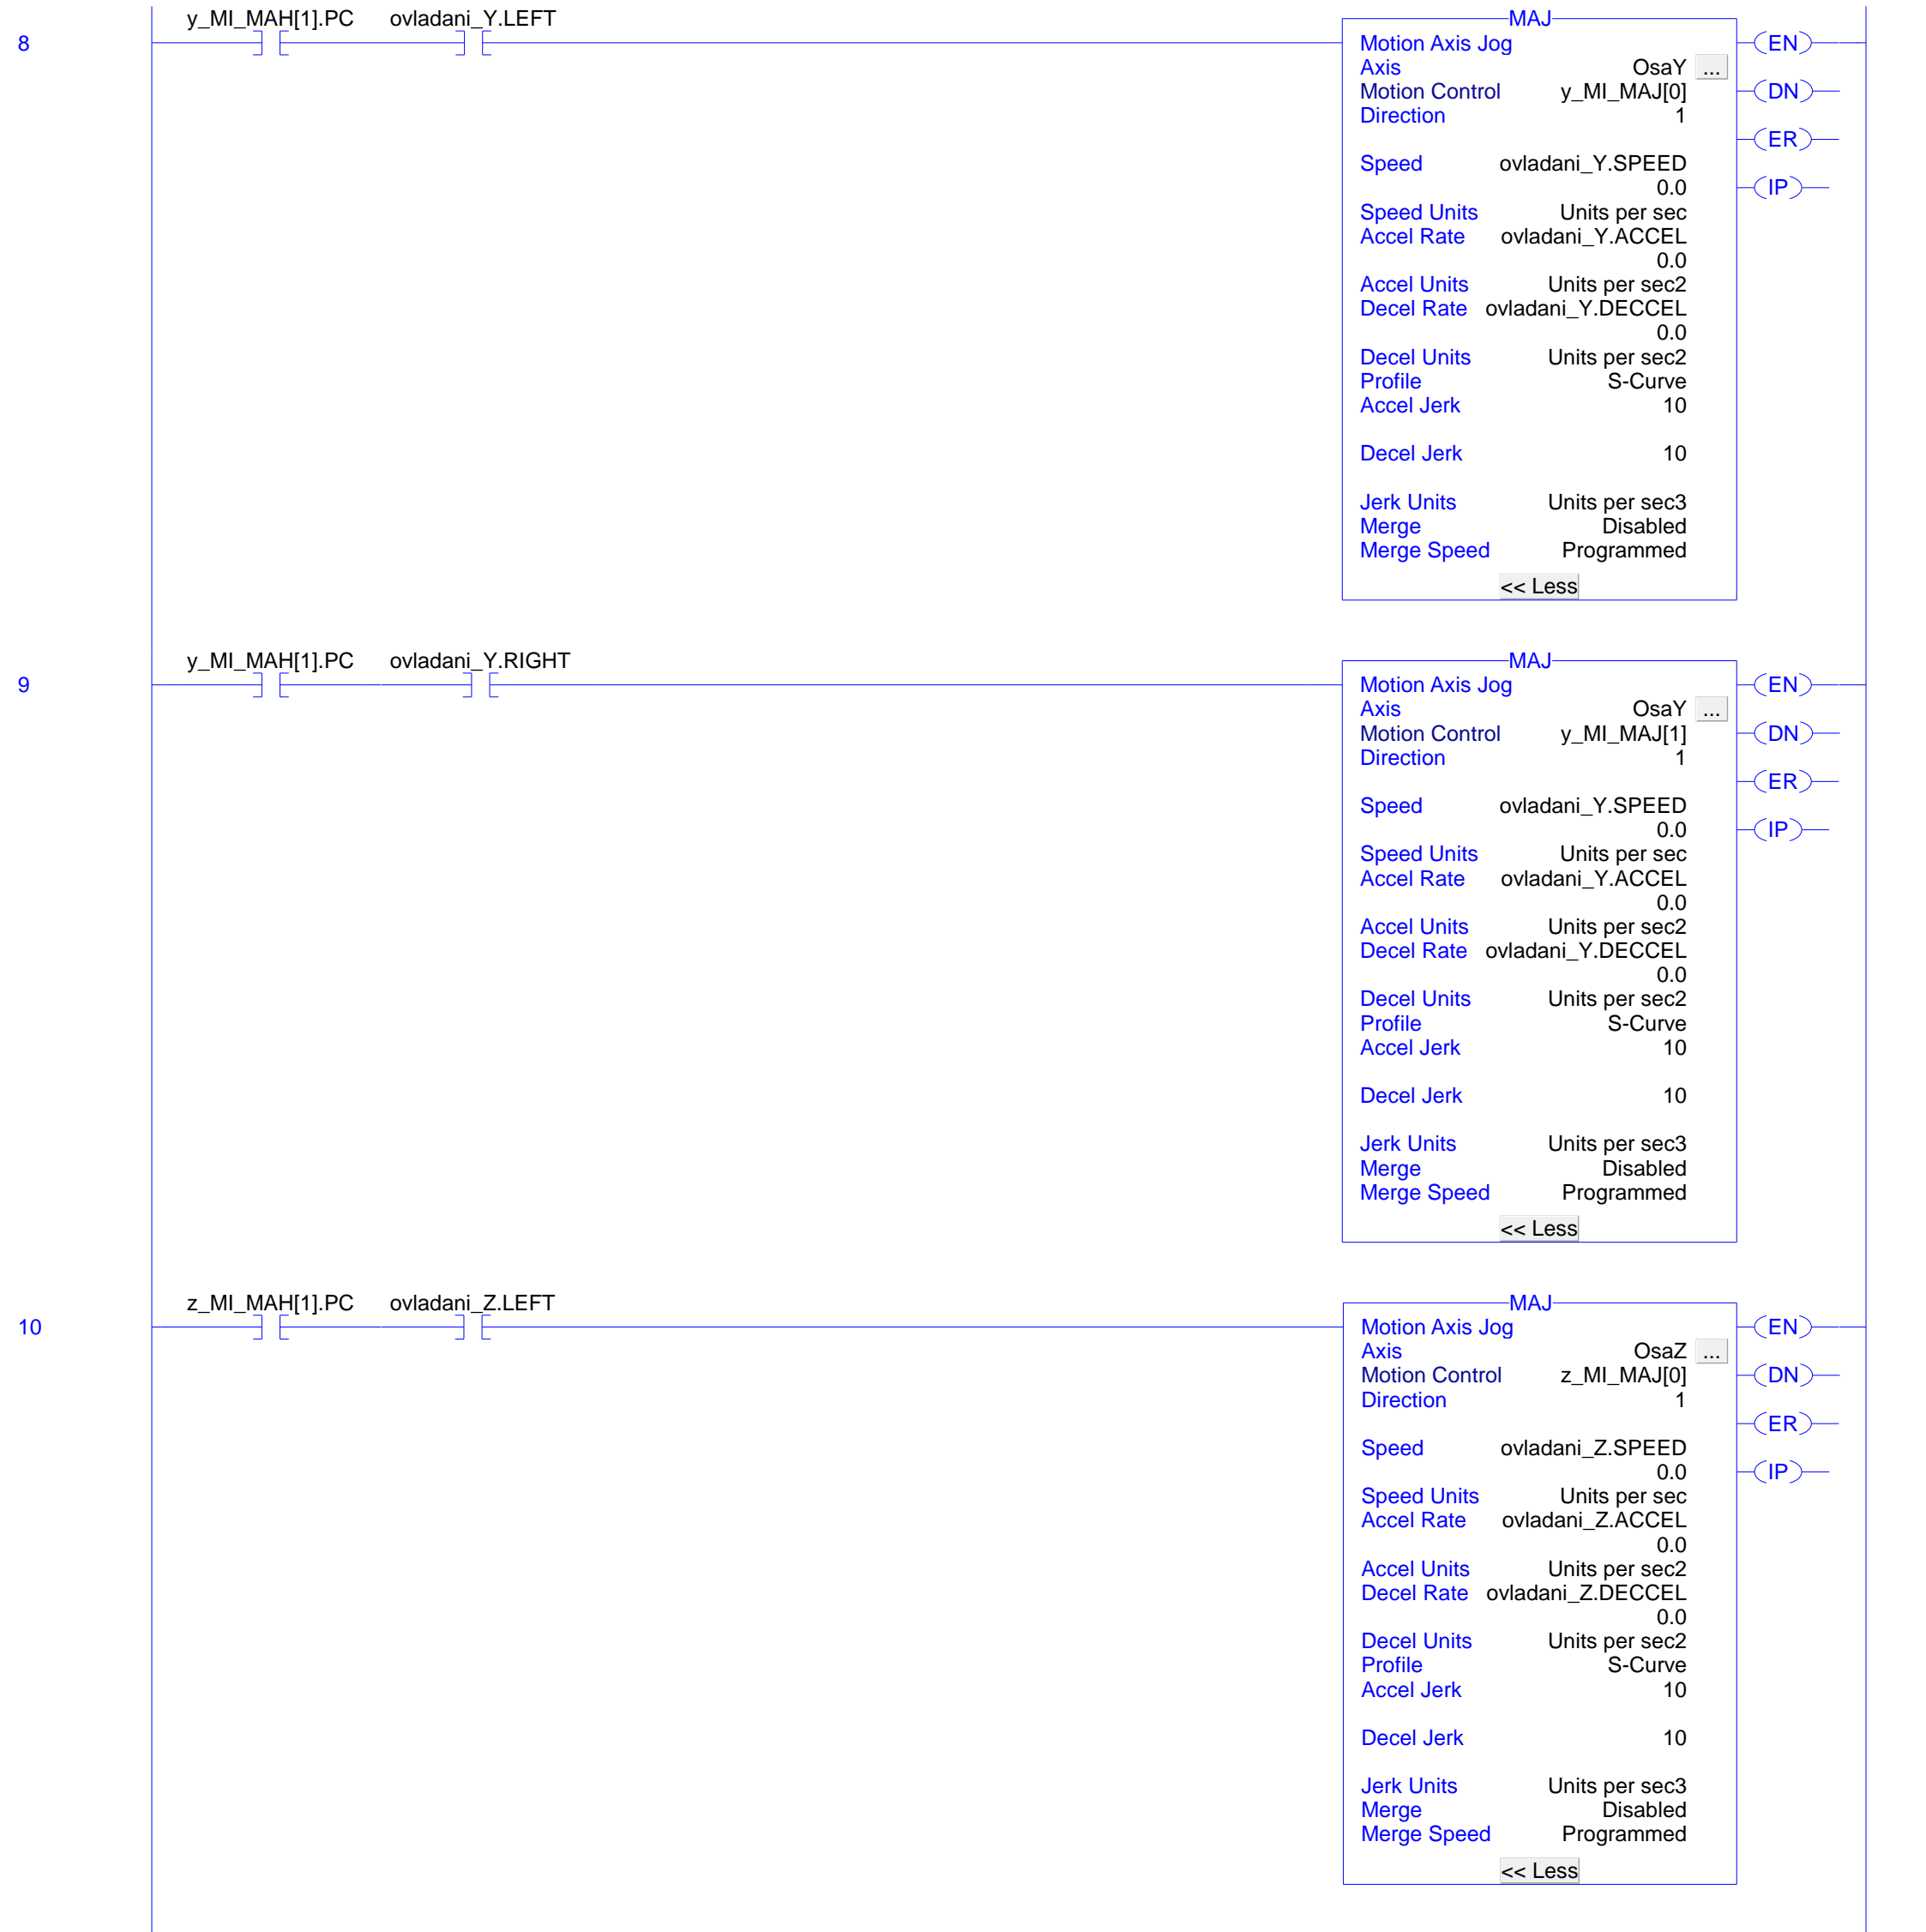 y_MI_MAH[1].PC ovladani_Y.LEFT MAJ
8 Motion Axis Jog EN
Axis OsaY ...
Motion Control y_MI_MAJ[0] DN
Direction 1
ER
Speed ovladani_Y.SPEED
0.0 IP
Speed Units Units per sec
Accel Rate ovladani_Y.ACCEL
0.0
Accel Units Units per sec2
Decel Rate ovladani_Y.DECCEL
0.0
Decel Units Units per sec2
Profile S-Curve
Accel Jerk 10
Decel Jerk 10
Jerk Units Units per sec3
Merge Disabled
Merge Speed Programmed
<< Less
y_MI_MAH[1].PC ovladani_Y.RIGHT MAJ
9 Motion Axis Jog EN
Axis OsaY ...
Motion Control y_MI_MAJ[1] DN
Direction 1
ER
Speed ovladani_Y.SPEED
0.0 IP
Speed Units Units per sec
Accel Rate ovladani_Y.ACCEL
0.0
Accel Units Units per sec2
Decel Rate ovladani_Y.DECCEL
0.0
Decel Units Units per sec2
Profile S-Curve
Accel Jerk 10
Decel Jerk 10
Jerk Units Units per sec3
Merge Disabled
Merge Speed Programmed
<< Less
z_MI_MAH[1].PC ovladani_Z.LEFT MAJ
10 Motion Axis Jog EN
Axis OsaZ ...
Motion Control z_MI_MAJ[0] DN
Direction 1
ER
Speed ovladani_Z.SPEED
0.0 IP
Speed Units Units per sec
Accel Rate ovladani_Z.ACCEL
0.0
Accel Units Units per sec2
Decel Rate ovladani_Z.DECCEL
0.0
Decel Units Units per sec2
Profile S-Curve
Accel Jerk 10
Decel Jerk 10
Jerk Units Units per sec3
Merge Disabled
Merge Speed Programmed
<< Less